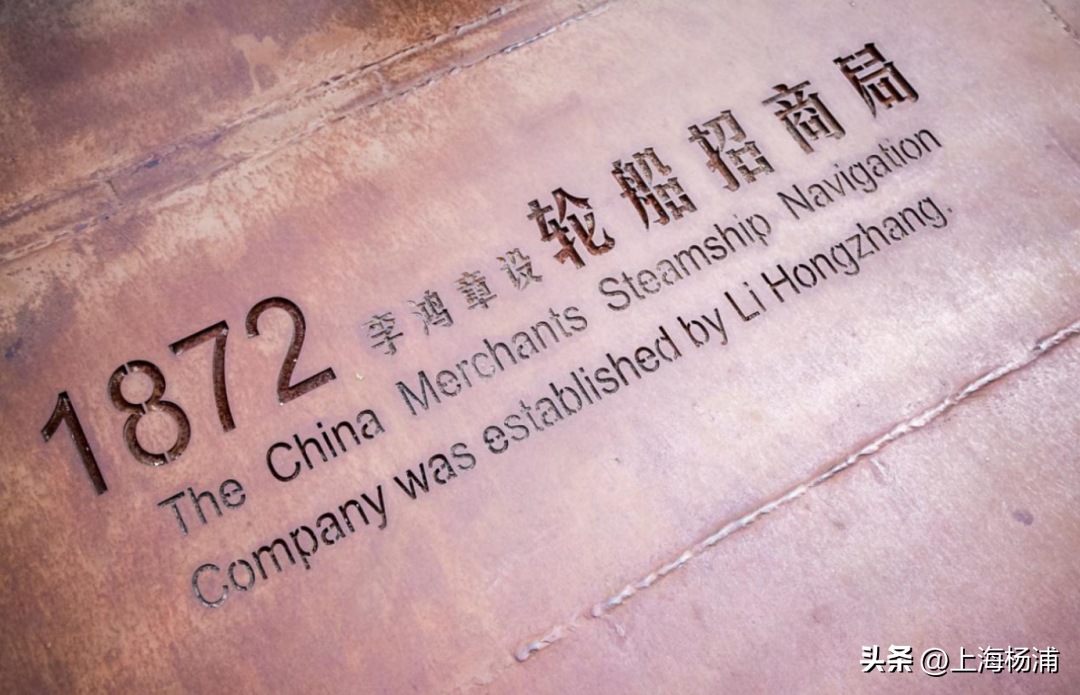 1872 李鸿章设轮船招商局
The China Merchants Steamship Navigation
Company was established by Li Hongzhang.
头条 @上海杨浦